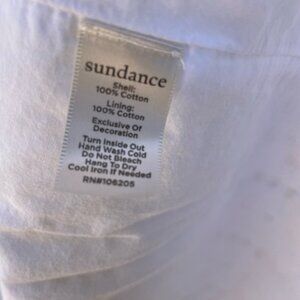 sundance
Shell:
100% Cotton
Lining:
100% Cotton
Exclusive Of
Decoration
Turn Inside Out
Hand Wash Cold
Do Not Bleach
Hang To Dry
Cool Iron If Needed
RN#106205